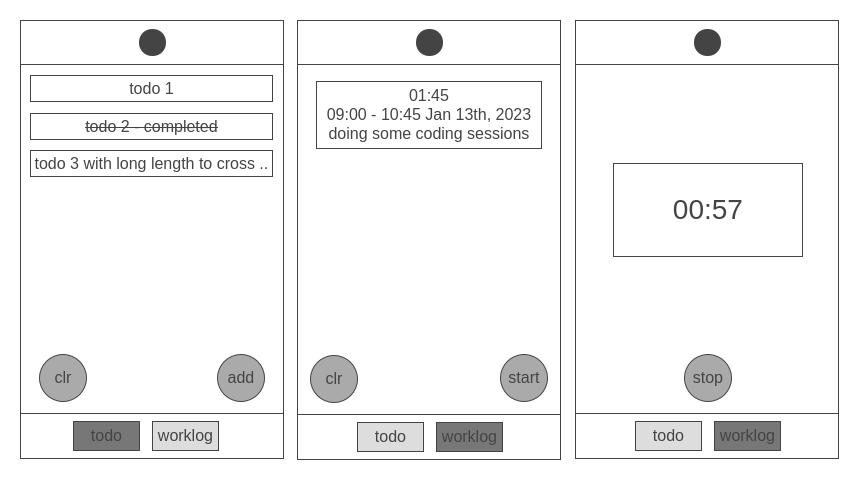 todo 1
todo 2 - completed
todo 3 with long length to cross ..
clr
add
todo
worklog
01:45
09:00 - 10:45 Jan 13th, 2023
doing some coding sessions
clr
start
todo
worklog
00:57
stop
todo
worklog